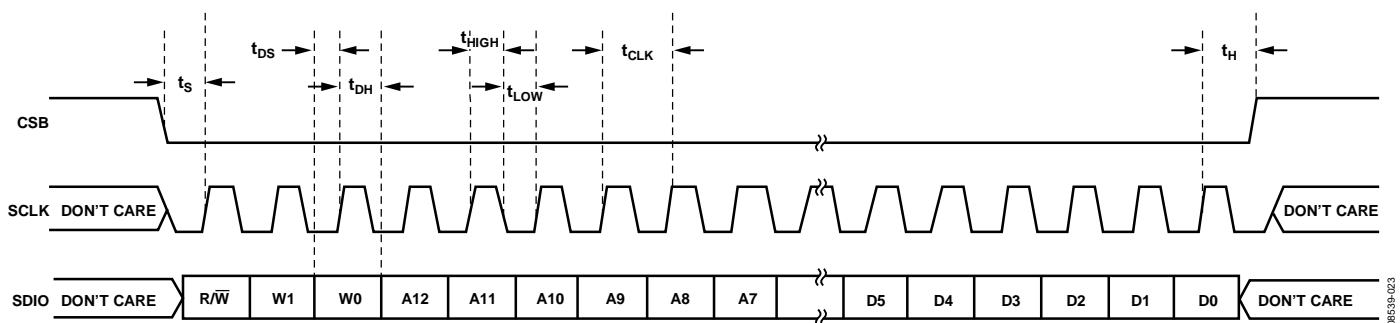 tDS
tHIGH
tCLK
tH
tS
tDH
tLOW
CSB
SCLK DON'T CARE
DON'T CARE
SDIO DON'T CARE R/W̅ W1 W0 A12 A11 A10 A9 A8 A7 D5 D4 D3 D2 D1 D0 DON'T CARE
08539-023